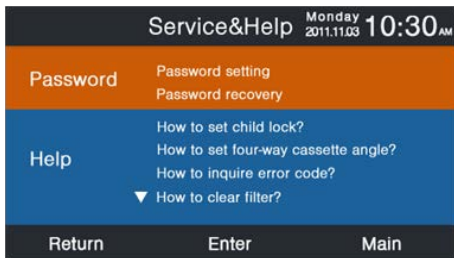 Service&Help Monday 2011.11.03 10:30AM
Password
Password setting
Password recovery
Help
How to set child lock?
How to set four-way cassette angle?
How to inquire error code?
How to clear filter?
Return Enter Main